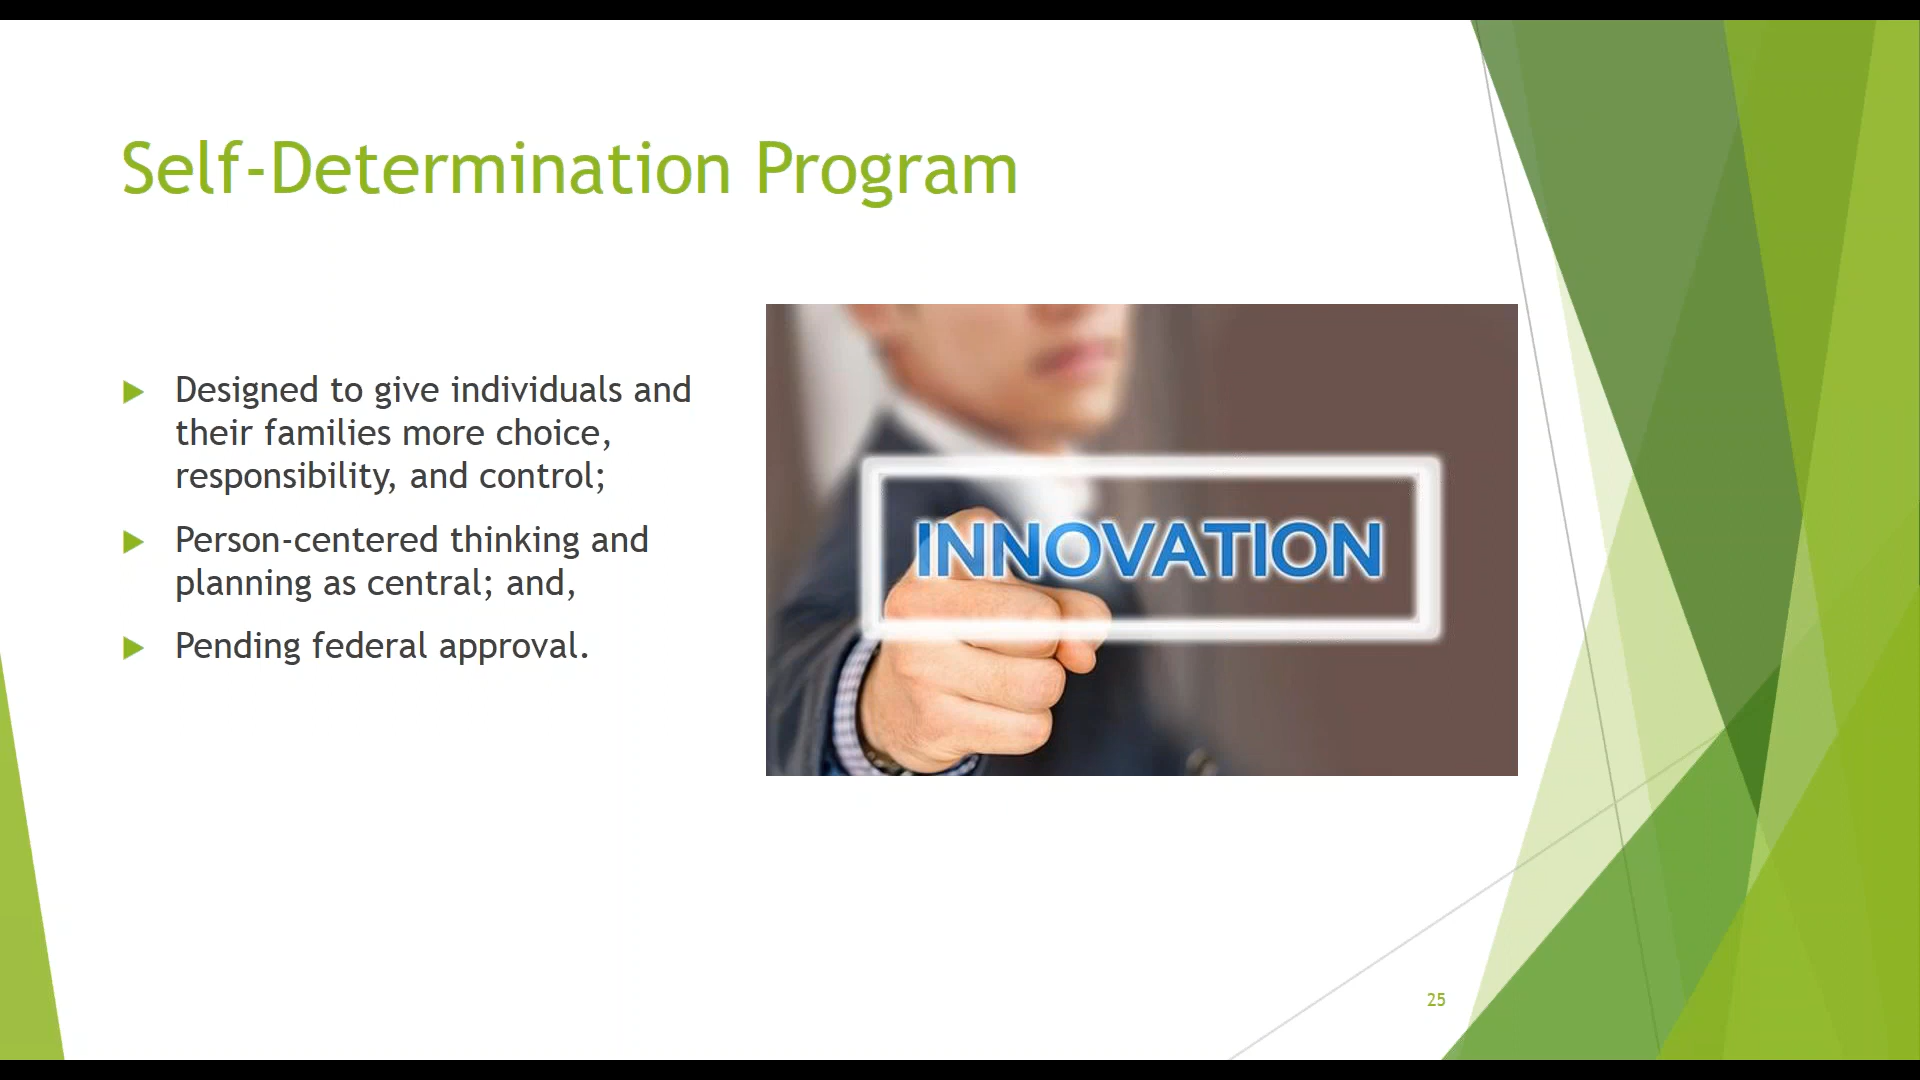 Self-Determination Program
Designed to give individuals and
their families more choice,
responsibility, and control;
Person-centered thinking and
planning as central; and,
Pending federal approval.
INNOVATION
25